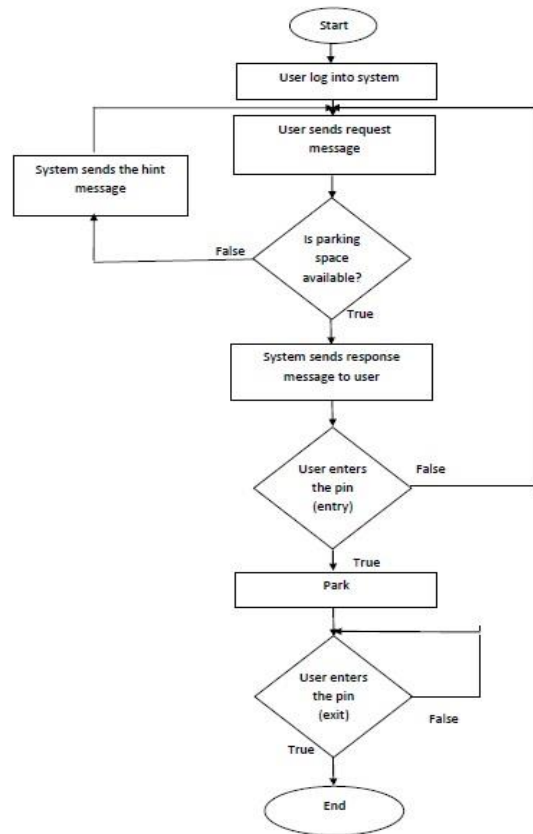 Start
User log into system
User sends request
message
System sends the hint
message
Is parking
space
available?
False
True
System sends response
message to user
User enters
the pin
(entry)
False
True
Park
User enters
the pin
(exit)
False
True
End